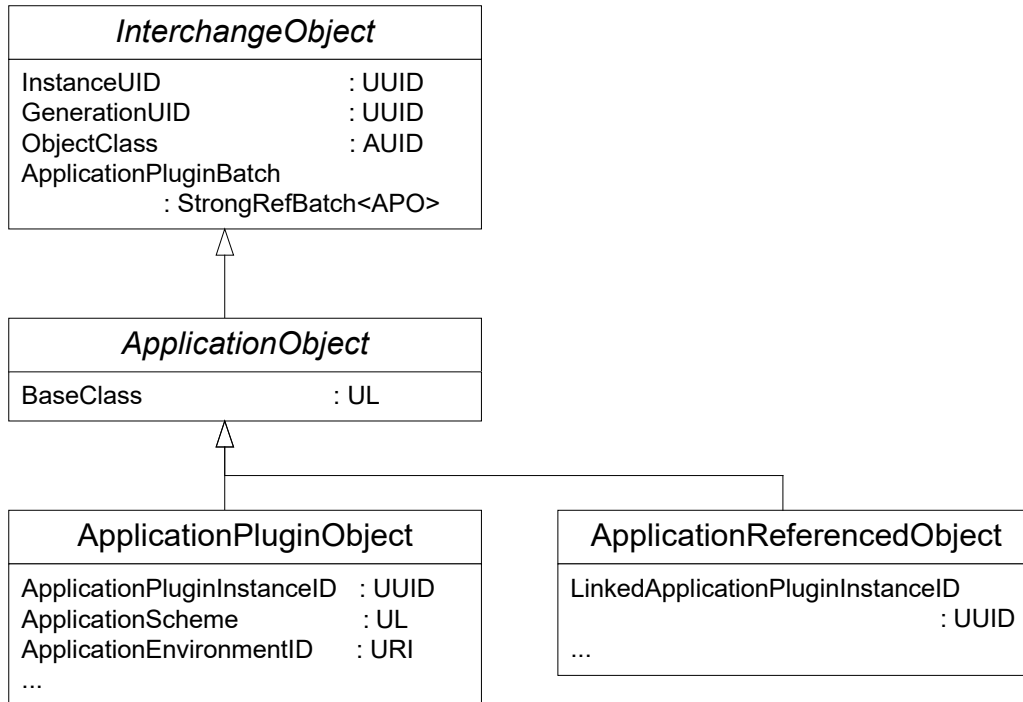 InterchangeObject
InstanceUID : UUID
GenerationUID : UUID
ObjectClass : AUID
ApplicationPluginBatch
: StrongRefBatch<APO>
ApplicationObject
BaseClass : UL
ApplicationPluginObject
ApplicationPluginInstanceID : UUID
ApplicationScheme : UL
ApplicationEnvironmentID : URI
...
ApplicationReferencedObject
LinkedApplicationPluginInstanceID
: UUID
...